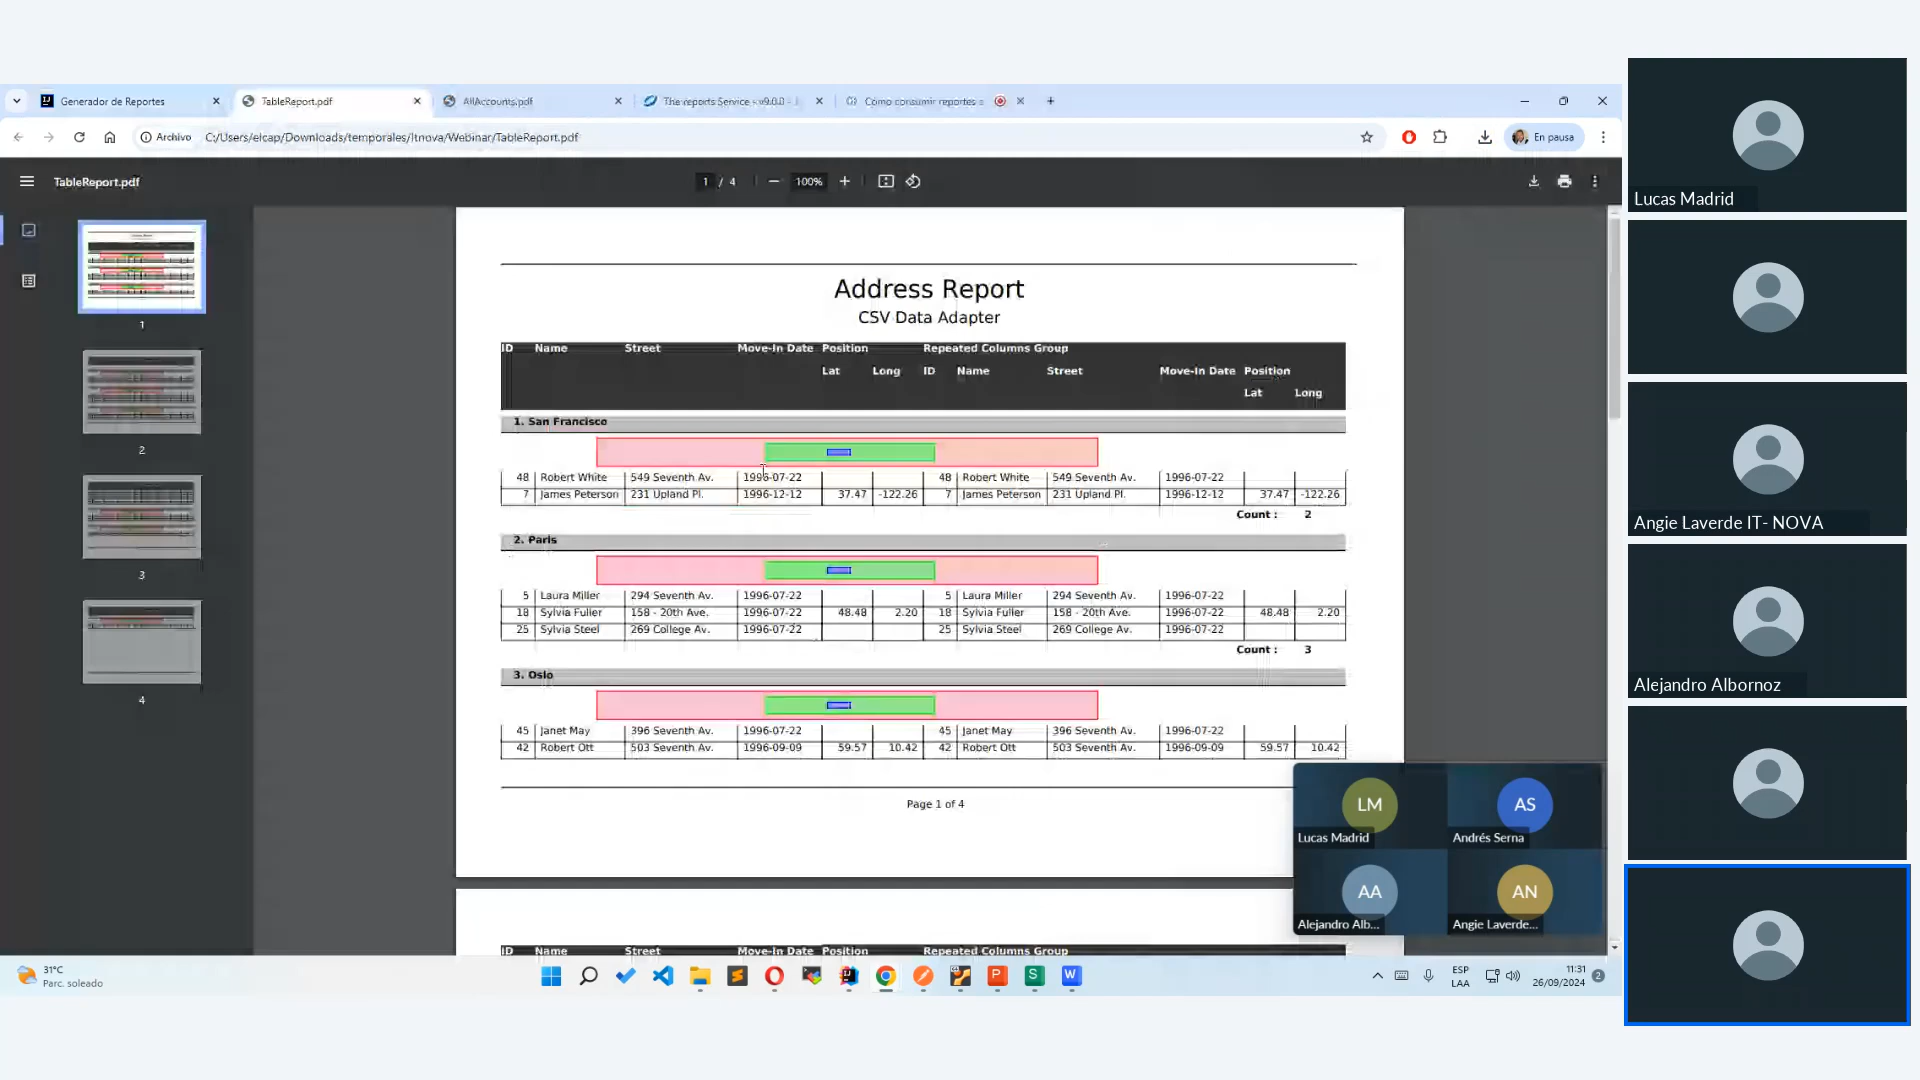 Generador de Reportes
TableReport.pdf
AllAccounts.pdf
The reports Service - v9.0.0 -
Cómo consumir reportes
Archivo C:/Users/elcap/Downloads/temporales/Itnova/Webinar/TableReport.pdf
En pausa
TableReport.pdf
1 / 4
100%
1
2
3
4
Address Report
CSV Data Adapter
ID Name Street Move-In Date Position Repeated Columns Group
Lat Long ID Name Street Move-In Date Position
Lat Long
1. San Francisco
48 Robert White 549 Seventh Av. 1996-07-22 48 Robert White 549 Seventh Av. 1996-07-22
7 James Peterson 231 Upland Pl. 1996-12-12 37.47 -122.26 7 James Peterson 231 Upland Pl. 1996-12-12 37.47 -122.26
Count : 2
2. Paris
5 Laura Miller 294 Seventh Av. 1996-07-22 5 Laura Miller 294 Seventh Av. 1996-07-22
18 Sylvia Fuller 158 - 20th Ave. 1996-07-22 48.48 2.20 18 Sylvia Fuller 158 - 20th Ave. 1996-07-22 48.48 2.20
25 Sylvia Steel 269 College Av. 1996-07-22 25 Sylvia Steel 269 College Av. 1996-07-22
Count : 3
3. Oslo
45 Janet May 396 Seventh Av. 1996-07-22 45 Janet May 396 Seventh Av. 1996-07-22
42 Robert Ott 503 Seventh Av. 1996-09-09 59.57 10.42 42 Robert Ott 503 Seventh Av. 1996-09-09 59.57 10.42
Page 1 of 4
ID Name Street Move-In Date Position Repeated Columns Group
LM
Lucas Madrid
AS
Andrés Serna
AA
Alejandro Alb...
AN
Angie Laverde...
31°C
Parc. soleado
P
S
W
ESP
LAA
11:31
26/09/2024
2
Lucas Madrid
Angie Laverde IT- NOVA
Alejandro Albornoz